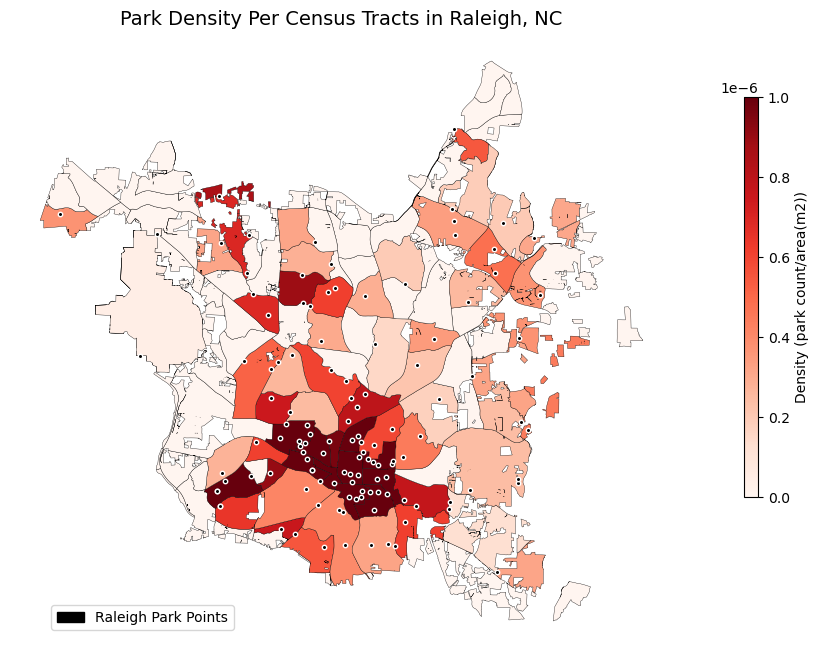 Park Density Per Census Tracts in Raleigh, NC
1e−6
1.0
0.8
0.6
0.4
0.2
0.0
Density (park count/area(m2))
Raleigh Park Points